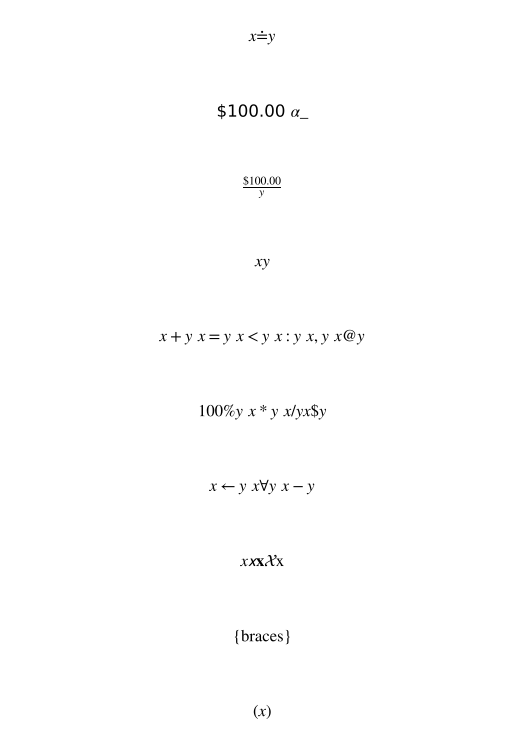 x≐y
$100.00 α_
$100.00
y
xy
x + y x = y x < y x : y x, y x@y
100%y x * y x/yx$y
x ← y x∀y x − y
xxx𝒳x
{braces}
(x)